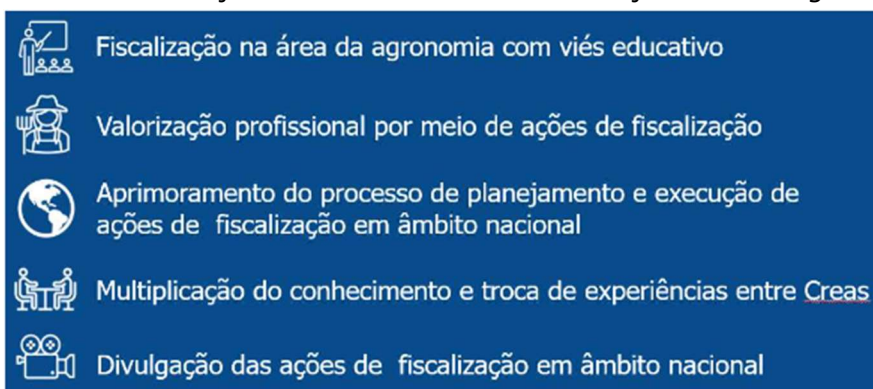 Fiscalização na área da agronomia com viés educativo
Valorização profissional por meio de ações de fiscalização
Aprimoramento do processo de planejamento e execução de
ações de fiscalização em âmbito nacional
Multiplicação do conhecimento e troca de experiências entre Creas
Divulgação das ações de fiscalização em âmbito nacional